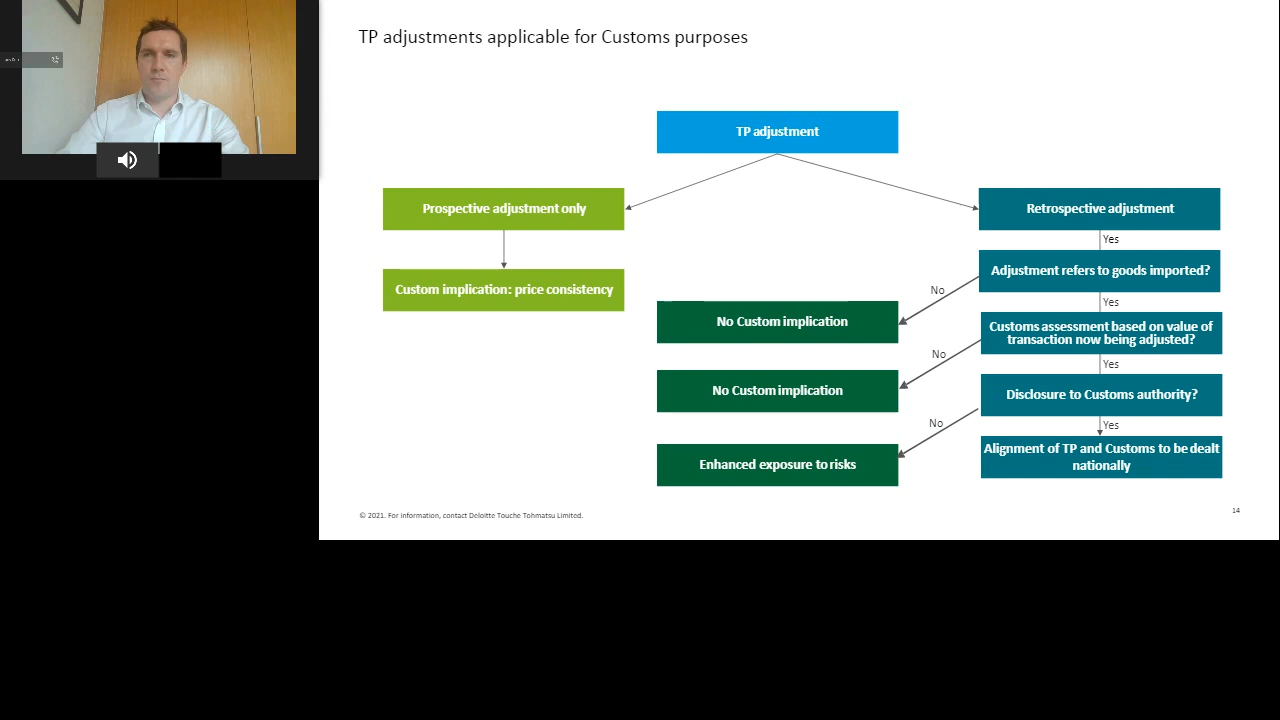 TP adjustments applicable for Customs purposes
TP adjustment
Prospective adjustment only
Retrospective adjustment
Yes
Custom implication: price consistency
Adjustment refers to goods imported?
No
Yes
No Custom implication
Customs assessment based on value of
transaction now being adjusted?
No
Yes
No Custom implication
Disclosure to Customs authority?
No
Yes
Enhanced exposure to risks
Alignment of TP and Customs to be dealt
nationally
© 2021. For information, contact Deloitte Touche Tohmatsu Limited.
14